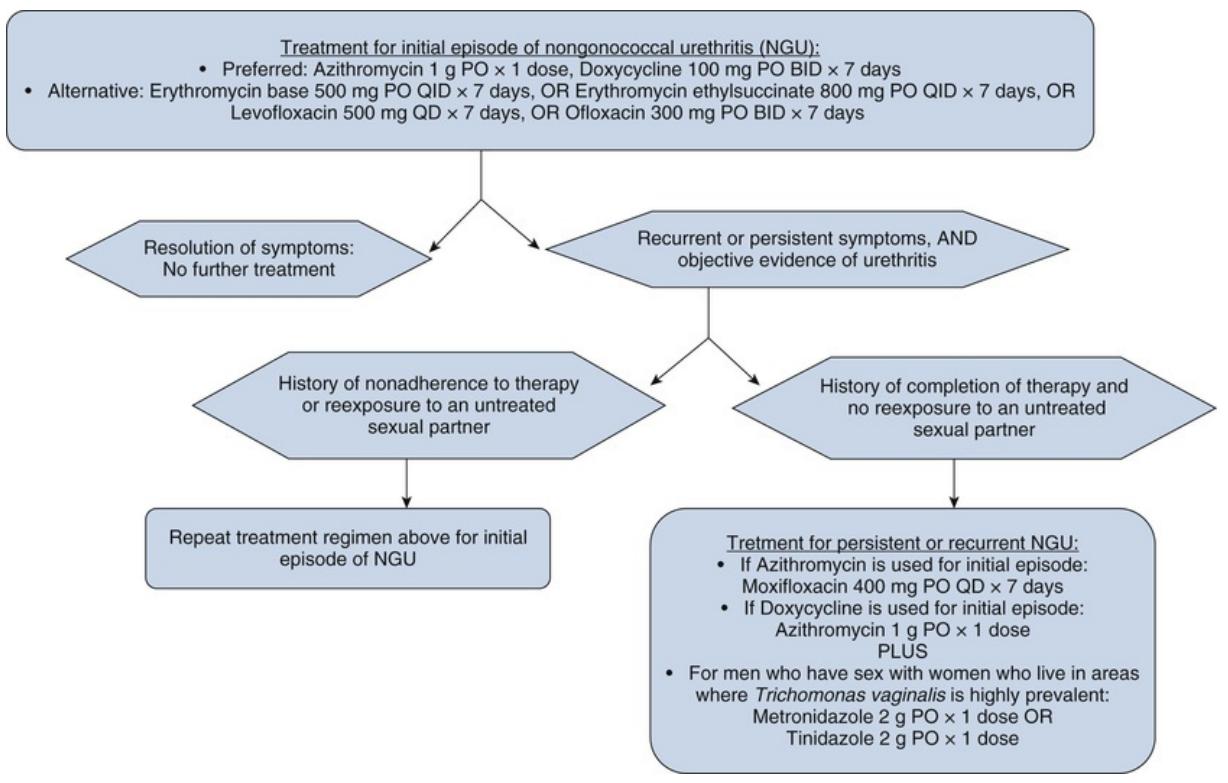 Treatment for initial episode of nongonococcal urethritis (NGU):
• Preferred: Azithromycin 1 g PO × 1 dose, Doxycycline 100 mg PO BID × 7 days
• Alternative: Erythromycin base 500 mg PO QID × 7 days, OR Erythromycin ethylsuccinate 800 mg PO QID × 7 days, OR
Levofloxacin 500 mg QD × 7 days, OR Ofloxacin 300 mg PO BID × 7 days
Resolution of symptoms:
No further treatment
Recurrent or persistent symptoms, AND
objective evidence of urethritis
History of nonadherence to therapy
or reexposure to an untreated
sexual partner
History of completion of therapy and
no reexposure to an untreated
sexual partner
Repeat treatment regimen above for initial
episode of NGU
Tretment for persistent or recurrent NGU:
• If Azithromycin is used for initial episode:
Moxifloxacin 400 mg PO QD × 7 days
• If Doxycycline is used for initial episode:
Azithromycin 1 g PO × 1 dose
PLUS
• For men who have sex with women who live in areas
where Trichomonas vaginalis is highly prevalent:
Metronidazole 2 g PO × 1 dose OR
Tinidazole 2 g PO × 1 dose